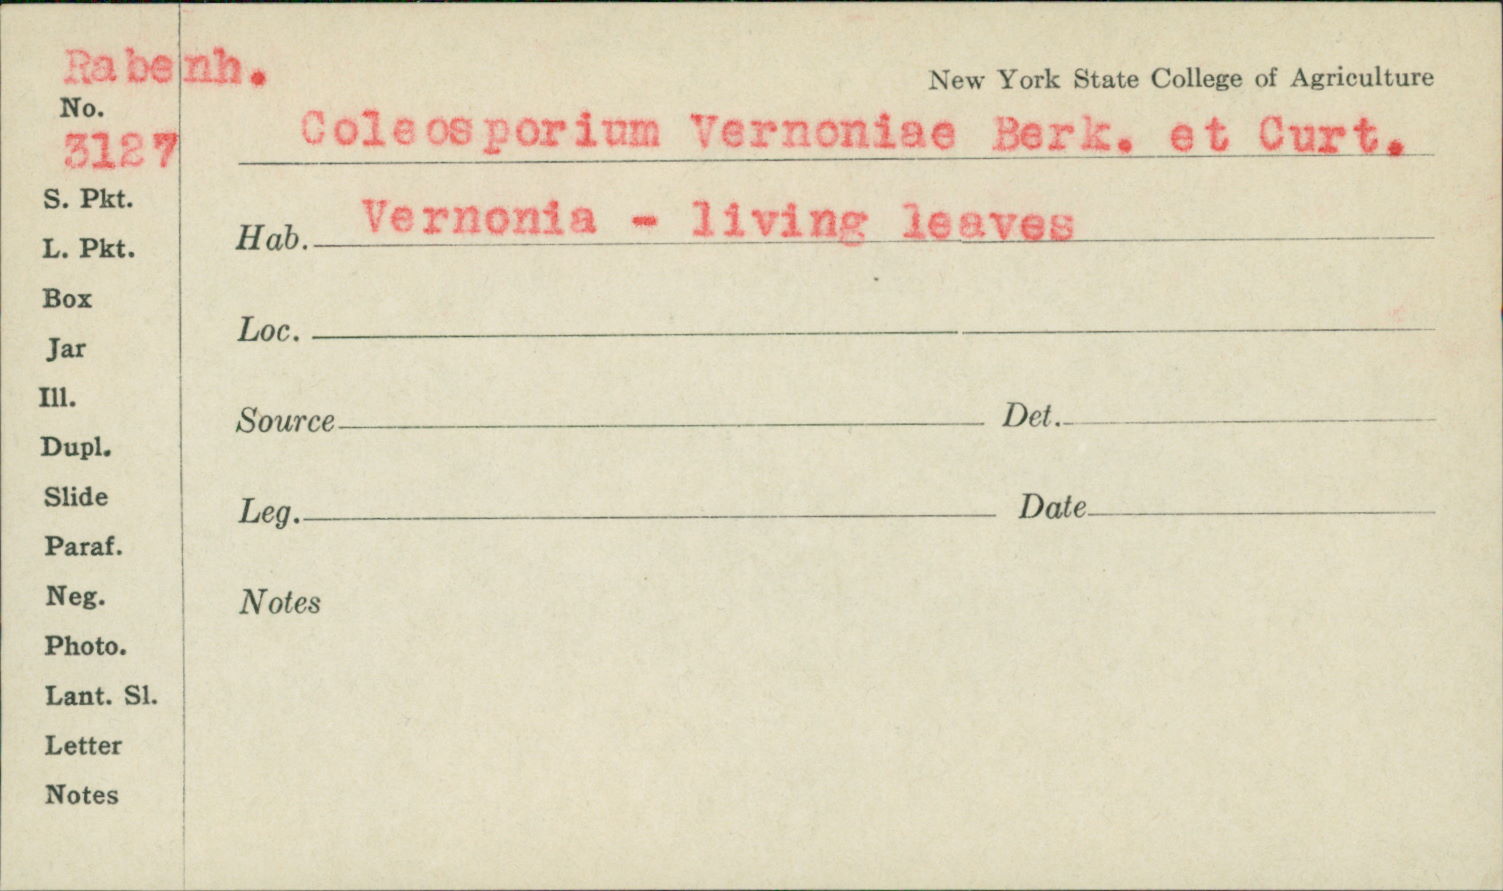 Rabenh.
New York State College of Agriculture
No.
3127
Coleosporium Vernoniae Berk. et Curt.
Hab. Vernonia - living leaves
S. Pkt.
L. Pkt.
Box
Loc.
Jar
Ill.
Source Det.
Dupl.
Slide
Leg. Date
Paraf.
Neg.
Notes
Photo.
Lant. Sl.
Letter
Notes